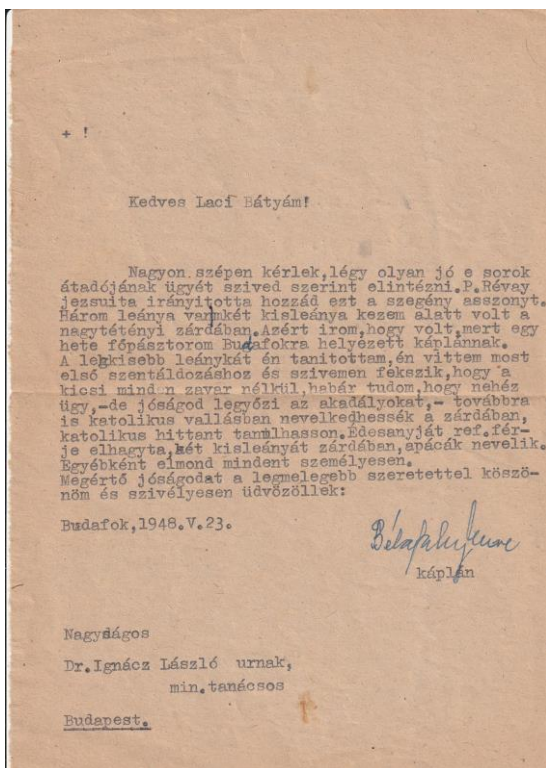 + !
Kedves Laci Bátyám!
Nagyon szépen kérlek,légy olyan jó e sorok
átadójának ügyét szived szerint elintézni.P.Révay
jezsuita irányitotta hozzád ezt a szegény asszonyt.
Három leánya van két kisleánya kezem alatt volt a
nagytétényi zárdában.Azért irom,hogy volt,mert egy
hete főpásztorom Budafokra helyezett káplánnak.
A legkisebb leánykát én tanitottam,én vittem most
első szentáldozáshoz és szivemen fekszik,hogy a
kicsi minden zavar nélkül,habár tudom,hogy nehéz
ügy,-de jóságod legyőzi az akadályokat,- továbbra
is katolikus vallásban nevelkedhessék a zárdában,
katolikus hittant tanulhasson.Édesanyját ref.fér-
je elhagyta,két kisleányát zárdában,apácák nevelik.
Egyébként elmond mindent személyesen.
Megértő jóságodat a legmelegebb szeretettel köszö-
nöm és szivélyesen üdvözöllek:
Budafok,1948.V.23.
káplán
Nagyságos
Dr.Ignácz László urnak,
min.tanácsos
Budapest.